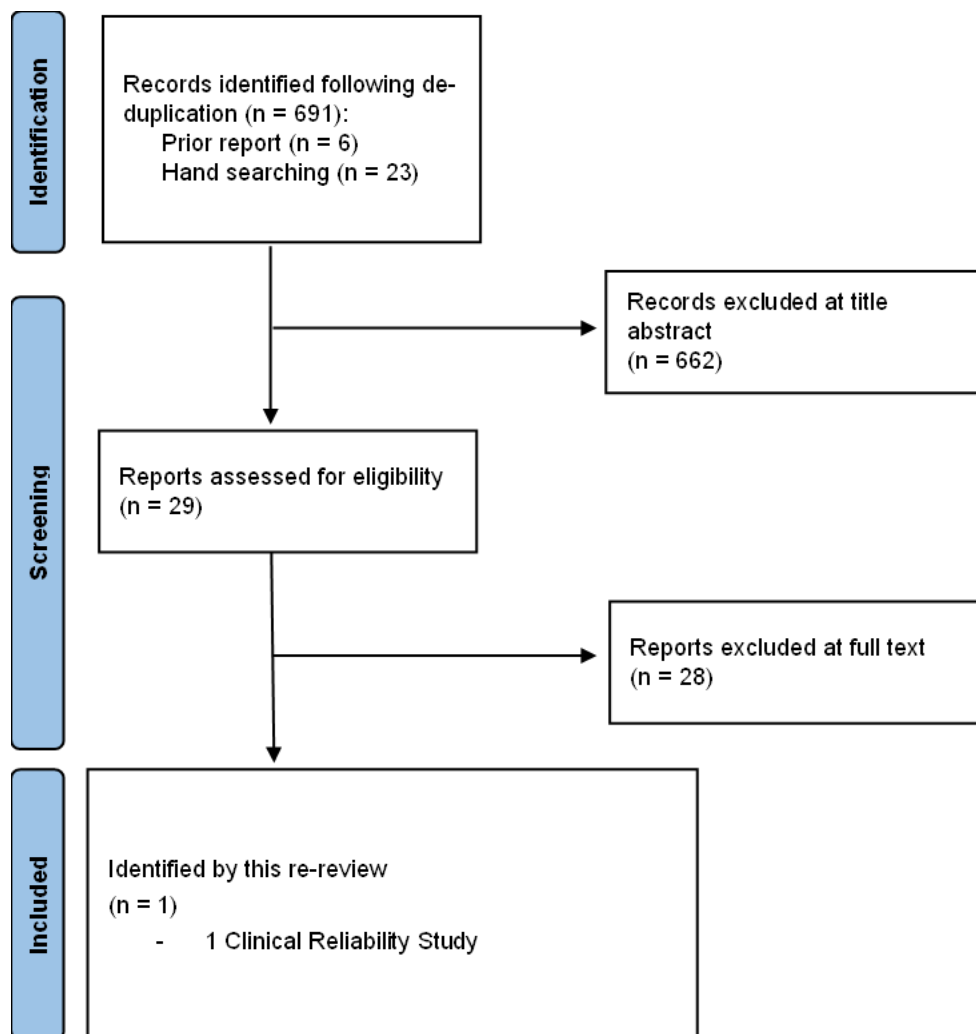 Identification
Records identified following de-
duplication (n = 691):
Prior report (n = 6)
Hand searching (n = 23)
Records excluded at title
abstract
(n = 662)
Screening
Reports assessed for eligibility
(n = 29)
Reports excluded at full text
(n = 28)
Included
Identified by this re-review
(n = 1)
- 1 Clinical Reliability Study